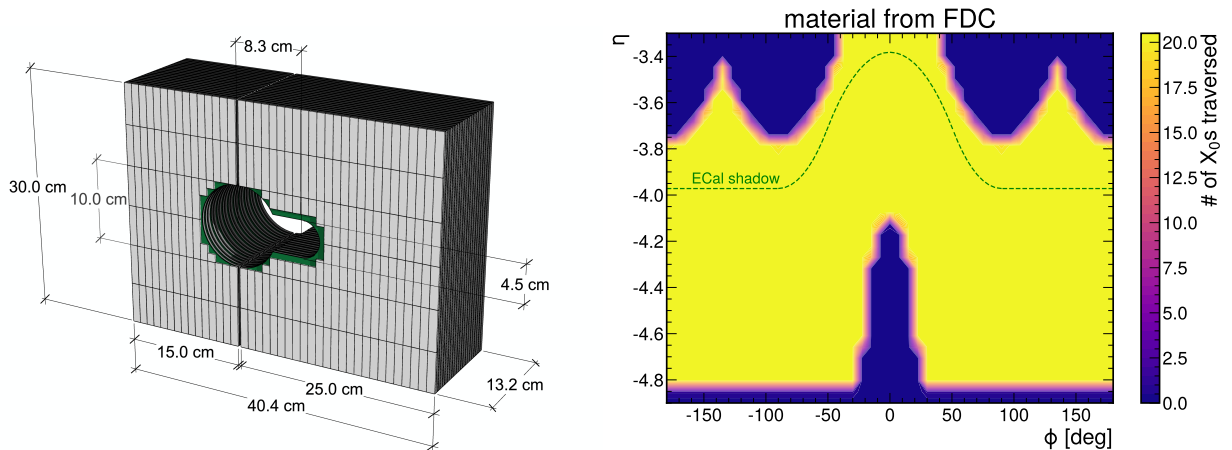 8.3 cm
30.0 cm
10.0 cm
4.5 cm
15.0 cm
25.0 cm
13.2 cm
40.4 cm
material from FDC
η
-3.4
-3.6
-3.8
-4.0
-4.2
-4.4
-4.6
-4.8
ECal shadow
-150 -100 -50 0 50 100 150
ϕ [deg]
20.0
17.5
15.0
12.5
10.0
7.5
5.0
2.5
0.0
# of X₀s traversed